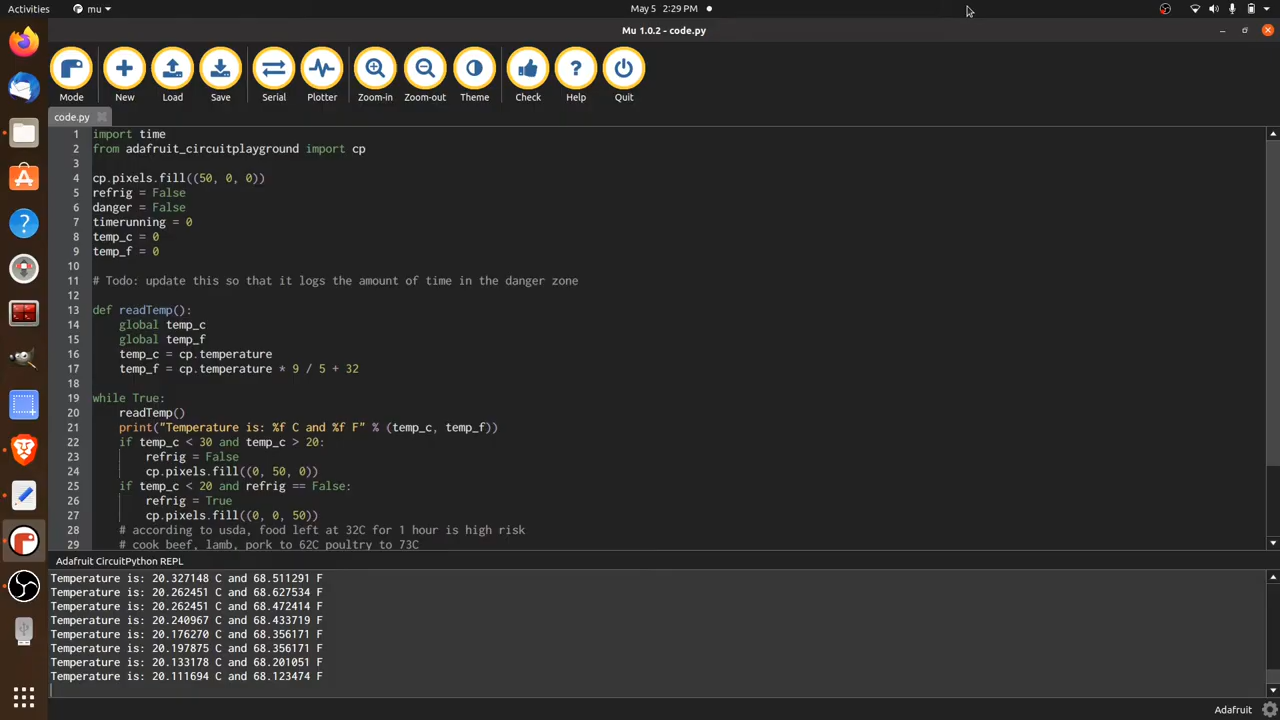 Activities
mu
May 5 2:29 PM
Mu 1.0.2 - code.py
Mode
New
Load
Save
Serial
Plotter
Zoom-in
Zoom-out
Theme
Check
Help
Quit
code.py
1 import time
2 from adafruit_circuitplayground import cp
3
4 cp.pixels.fill((50, 0, 0))
5 refrig = False
6 danger = False
7 timerunning = 0
8 temp_c = 0
9 temp_f = 0
10
11 # Todo: update this so that it logs the amount of time in the danger zone
12
13 def readTemp():
14     global temp_c
15     global temp_f
16     temp_c = cp.temperature
17     temp_f = cp.temperature * 9 / 5 + 32
18
19 while True:
20     readTemp()
21     print("Temperature is: %f C and %f F" % (temp_c, temp_f))
22     if temp_c < 30 and temp_c > 20:
23         refrig = False
24         cp.pixels.fill((0, 50, 0))
25     if temp_c < 20 and refrig == False:
26         refrig = True
27         cp.pixels.fill((0, 0, 50))
28     # according to usda, food left at 32C for 1 hour is high risk
29     # cook beef, lamb, pork to 62C poultry to 73C
Adafruit CircuitPython REPL
Temperature is: 20.327148 C and 68.511291 F
Temperature is: 20.262451 C and 68.627534 F
Temperature is: 20.262451 C and 68.472414 F
Temperature is: 20.240967 C and 68.433719 F
Temperature is: 20.176270 C and 68.356171 F
Temperature is: 20.197875 C and 68.356171 F
Temperature is: 20.133178 C and 68.201051 F
Temperature is: 20.111694 C and 68.123474 F
Adafruit